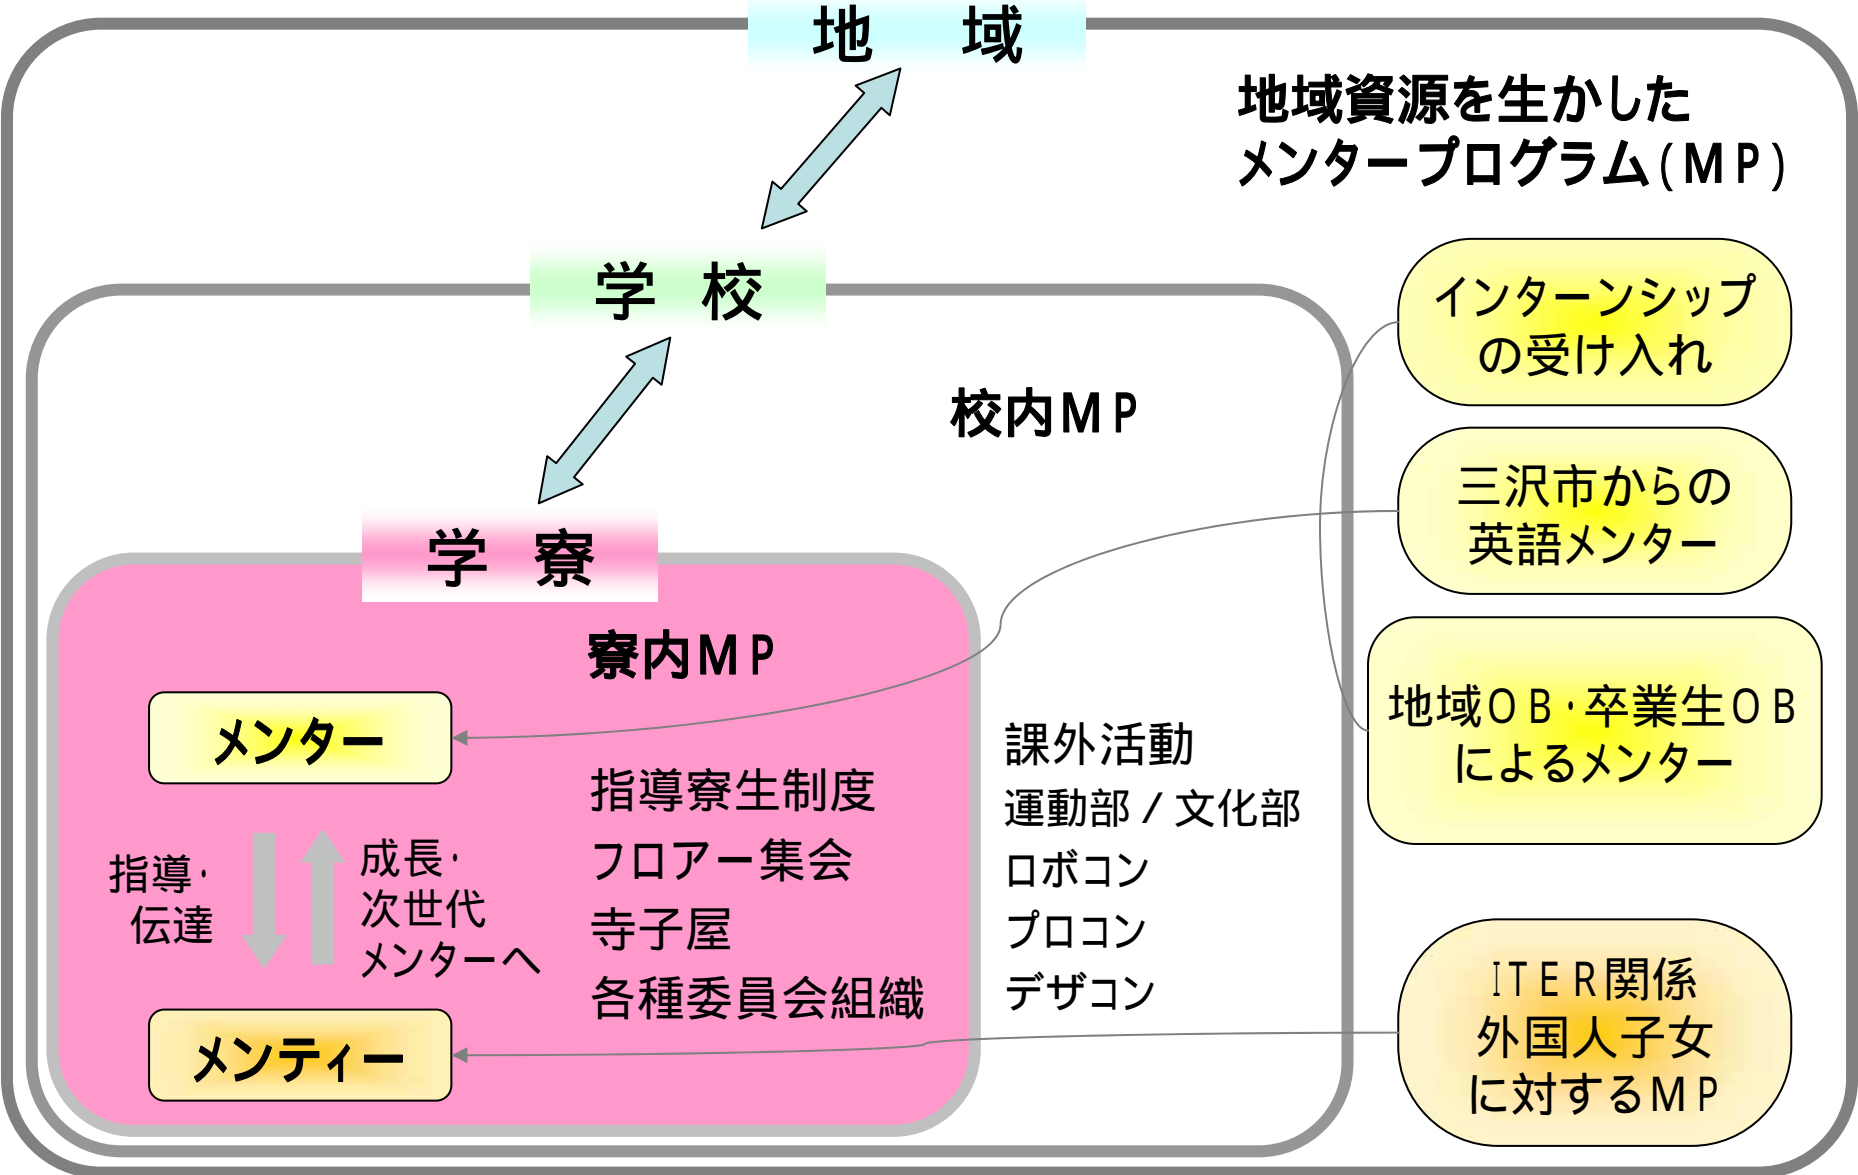 地　域
地域資源を生かした
メンタープログラム(ＭＰ)
学　校
校内ＭＰ
インターンシップ
の受け入れ
三沢市からの
英語メンター
地域ＯＢ・卒業生ＯＢ
によるメンター
ＩＴＥＲ関係
外国人子女
に対するＭＰ
学　寮
寮内ＭＰ
メンター
指導・
伝達
成長・
次世代
メンターへ
メンティー
指導寮生制度
フロアー集会
寺子屋
各種委員会組織
課外活動
運動部／文化部
ロボコン
プロコン
デザコン